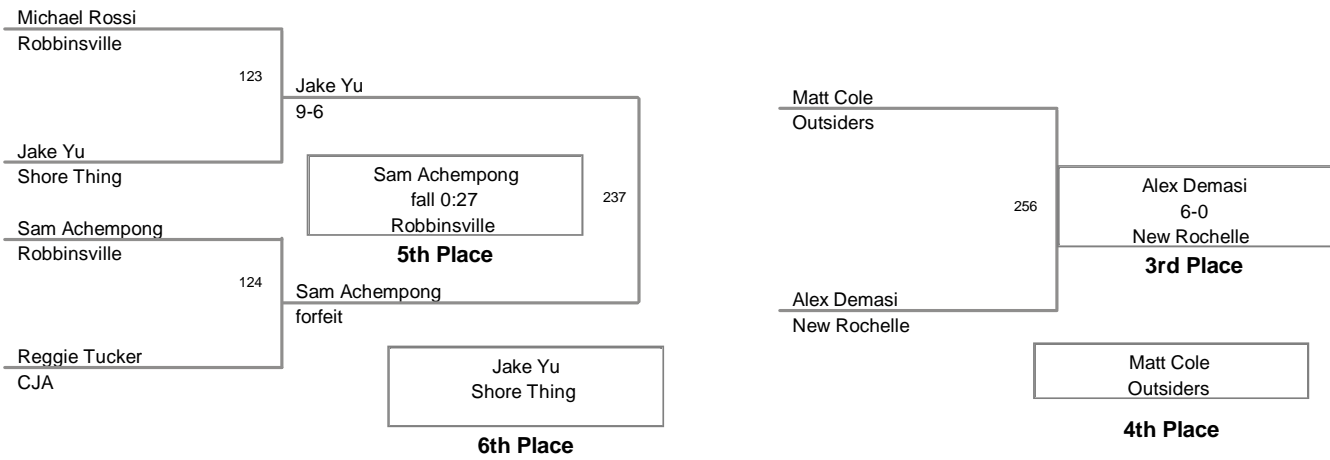 Michael Rossi
Robbinsville
123
Jake Yu
9-6
Jake Yu
Shore Thing
Sam Achempong
fall 0:27
Robbinsville
5th Place
237
Sam Achempong
Robbinsville
124
Sam Achempong
forfeit
Reggie Tucker
CJA
Jake Yu
Shore Thing
6th Place
Matt Cole
Outsiders
256
Alex Demasi
6-0
New Rochelle
3rd Place
Alex Demasi
New Rochelle
Matt Cole
Outsiders
4th Place